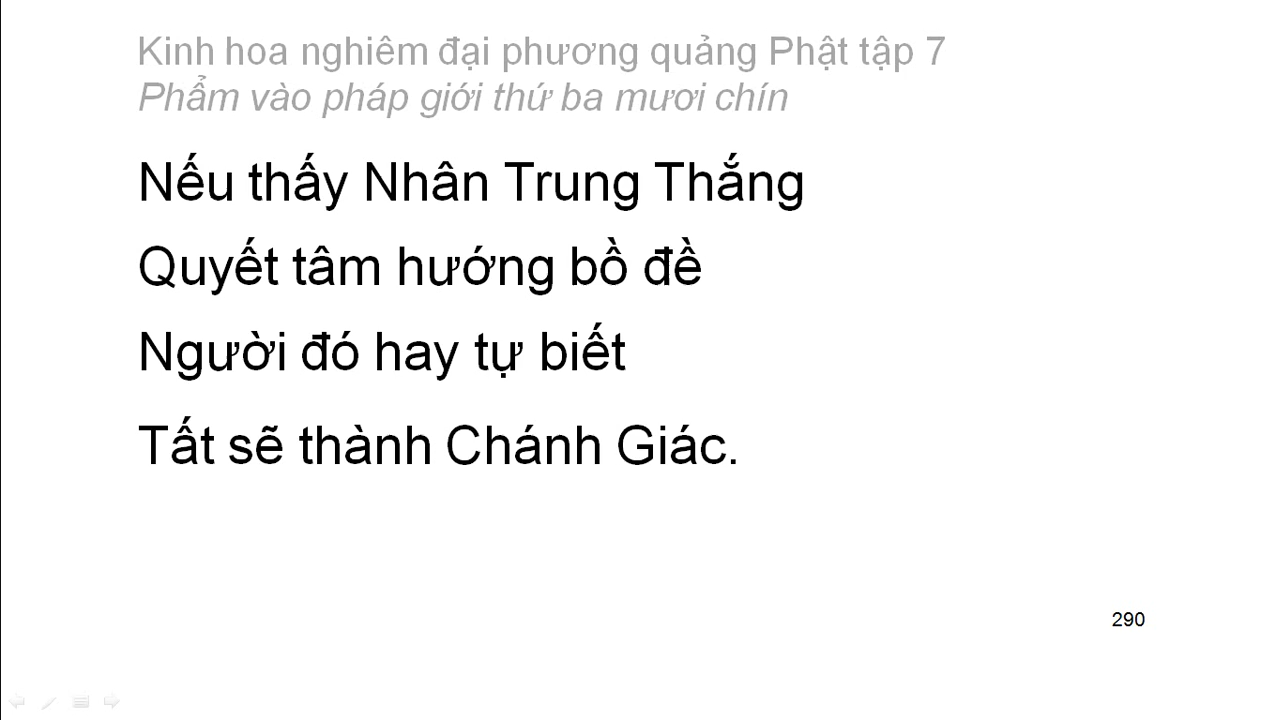 Kinh hoa nghiêm đại phương quảng Phật tập 7
Phẩm vào pháp giới thứ ba mươi chín
Nếu thấy Nhân Trung Thắng
Quyết tâm hướng bồ đề
Người đó hay tự biết
Tất sẽ thành Chánh Giác.
290